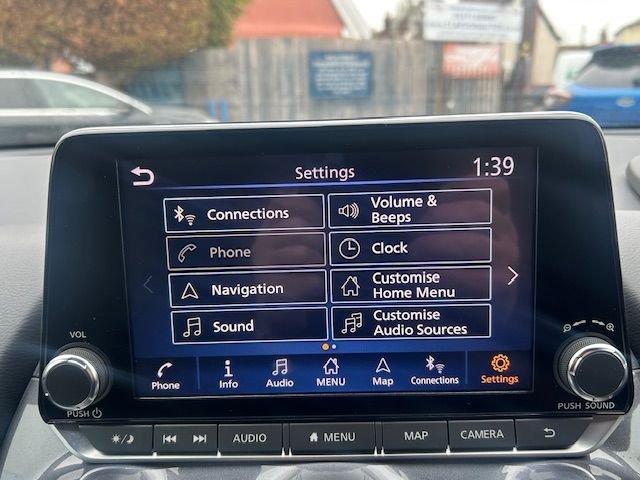 Settings
1:39
Connections
Volume &
Beeps
Phone
Clock
Navigation
Customise
Home Menu
Sound
Customise
Audio Sources
Phone
Info
Audio
MENU
Map
Connections
Settings
VOL
PUSH
PUSH SOUND
AUDIO
MENU
MAP
CAMERA